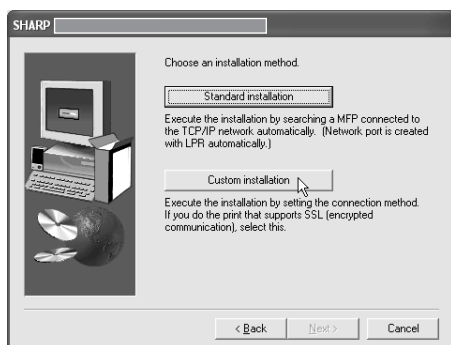 SHARP
Choose an installation method.
Standard installation
Execute the installation by searching a MFP connected to
the TCP/IP network automatically. (Network port is created
with LPR automatically.)
Custom installation
Execute the installation by setting the connection method.
If you do the print that supports SSL (encrypted
communication), select this.
< Back
Next >
Cancel